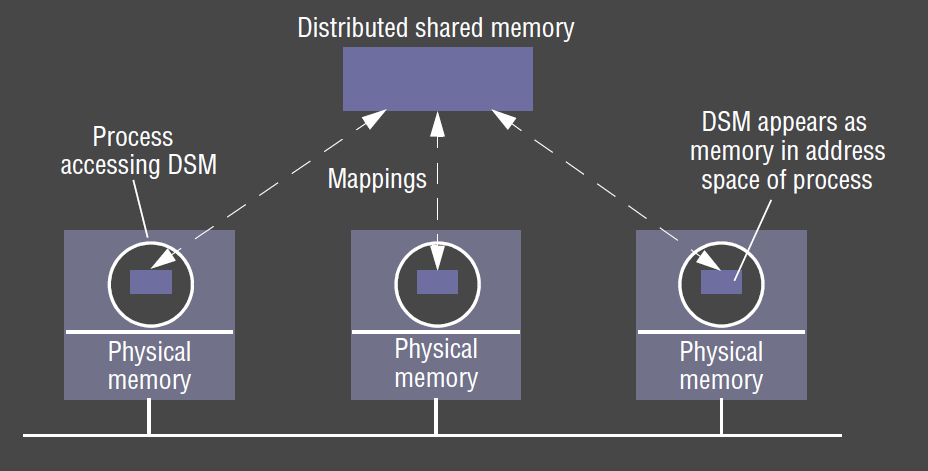 Distributed shared memory
Process
accessing DSM
Mappings
DSM appears as
memory in address
space of process
Physical
memory
Physical
memory
Physical
memory